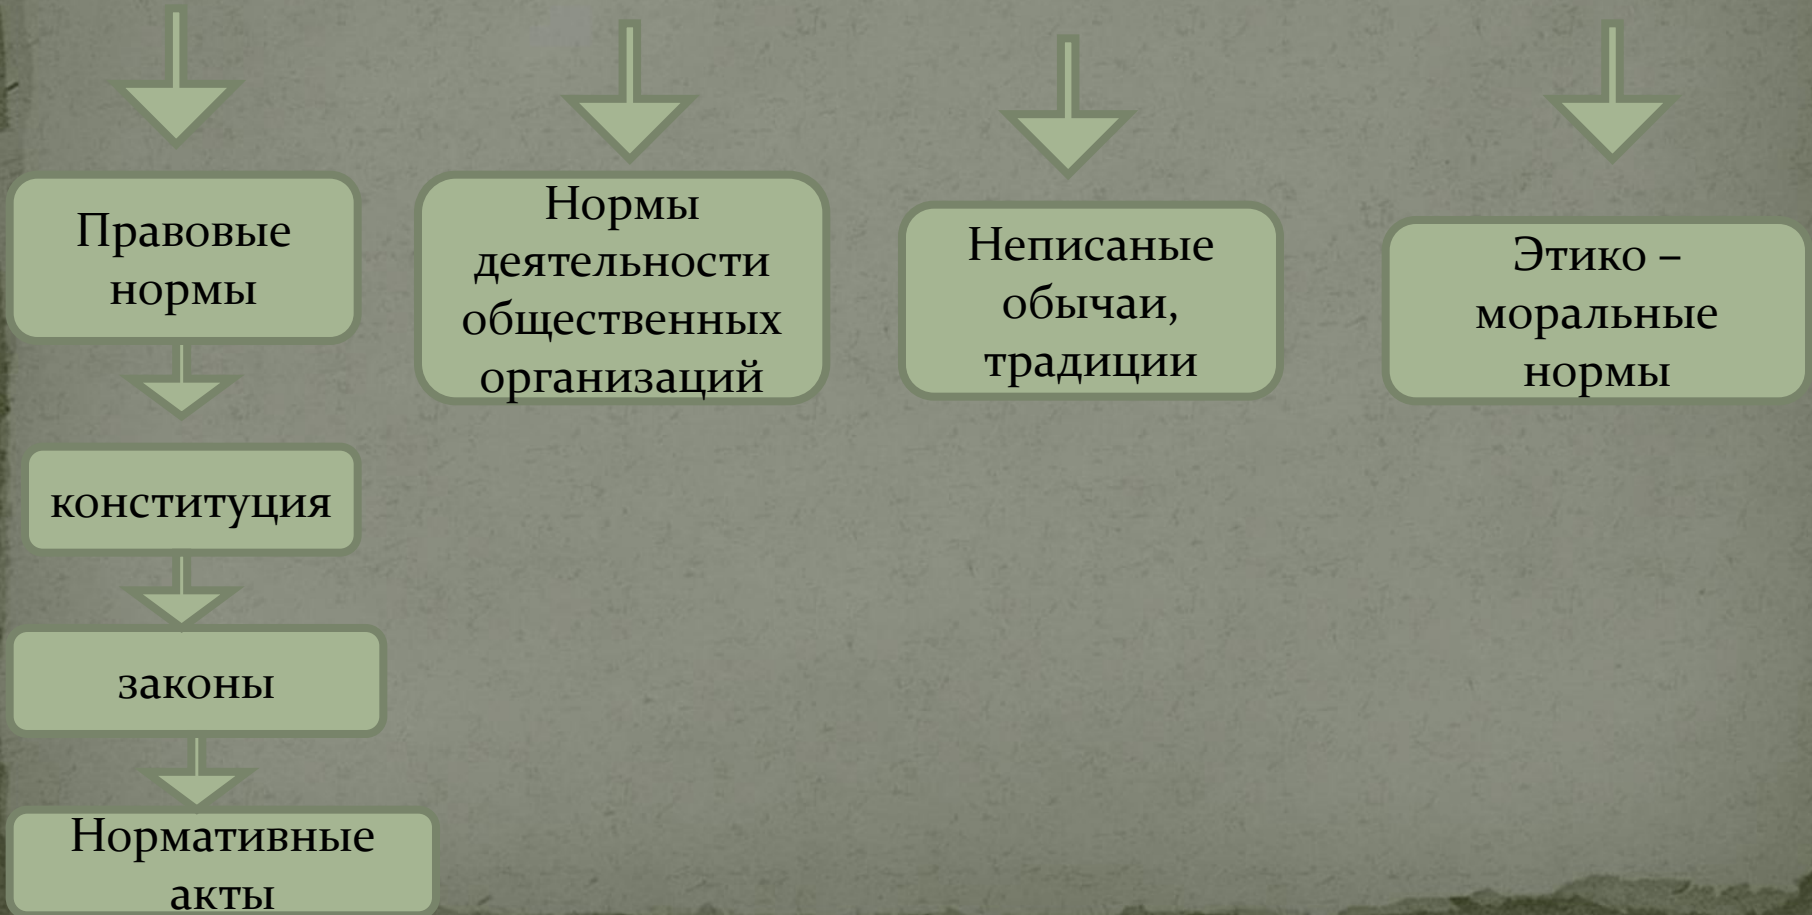 Правовые
нормы
Нормы
деятельности
общественных
организаций
Неписаные
обычаи,
традиции
Этико –
моральные
нормы
конституция
законы
Нормативные
акты